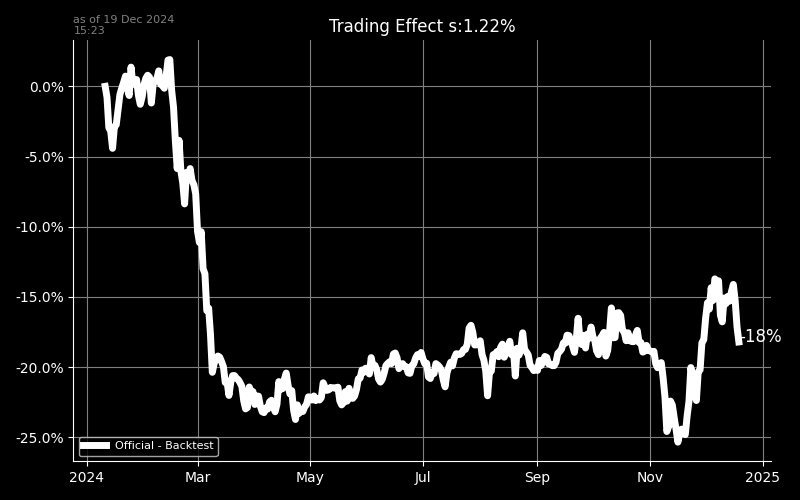 as of 19 Dec 2024
15:23
Trading Effect s:1.22%
0.0%
-5.0%
-10.0%
-15.0%
-20.0%
-25.0%
-18%
Official - Backtest
2024
Mar
May
Jul
Sep
Nov
2025